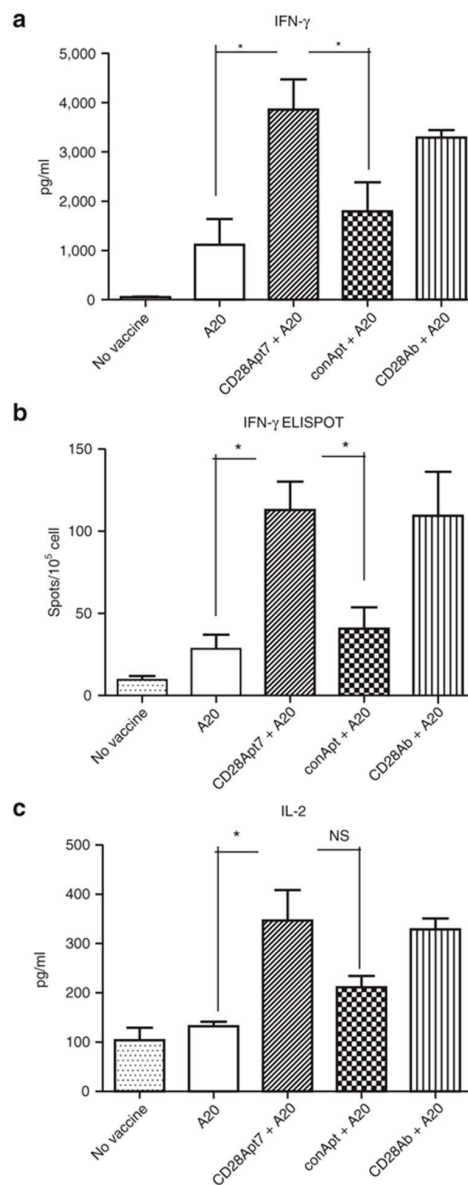 a
IFN-γ
* *
5,000
4,000
3,000
2,000
1,000
0
pg/ml
No vaccine
A20
CD28Apt7 + A20
conApt + A20
CD28Ab + A20
b
IFN-γ ELISPOT
* *
150
100
50
0
Spots/10⁵ cell
No vaccine
A20
CD28Apt7 + A20
conApt + A20
CD28Ab + A20
c
IL-2
* NS
500
400
300
200
100
0
pg/ml
No vaccine
A20
CD28Apt7 + A20
conApt + A20
CD28Ab + A20